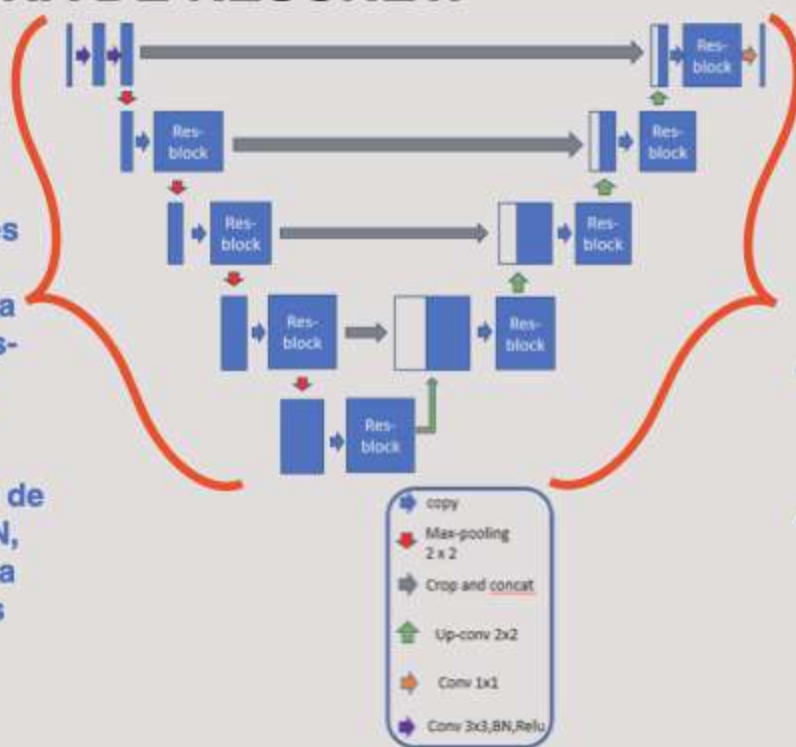 Res-
block
Res-
block
Res-
block
Res-
block
Res-
block
Res-
block
Res-
block
Res-
block
Res-
block
es
a
s-
de
N,
a
s
copy
Max-pooling
2 x 2
Crop and concat
Up-conv 2x2
Conv 1x1
Conv 3x3,BN,Relu